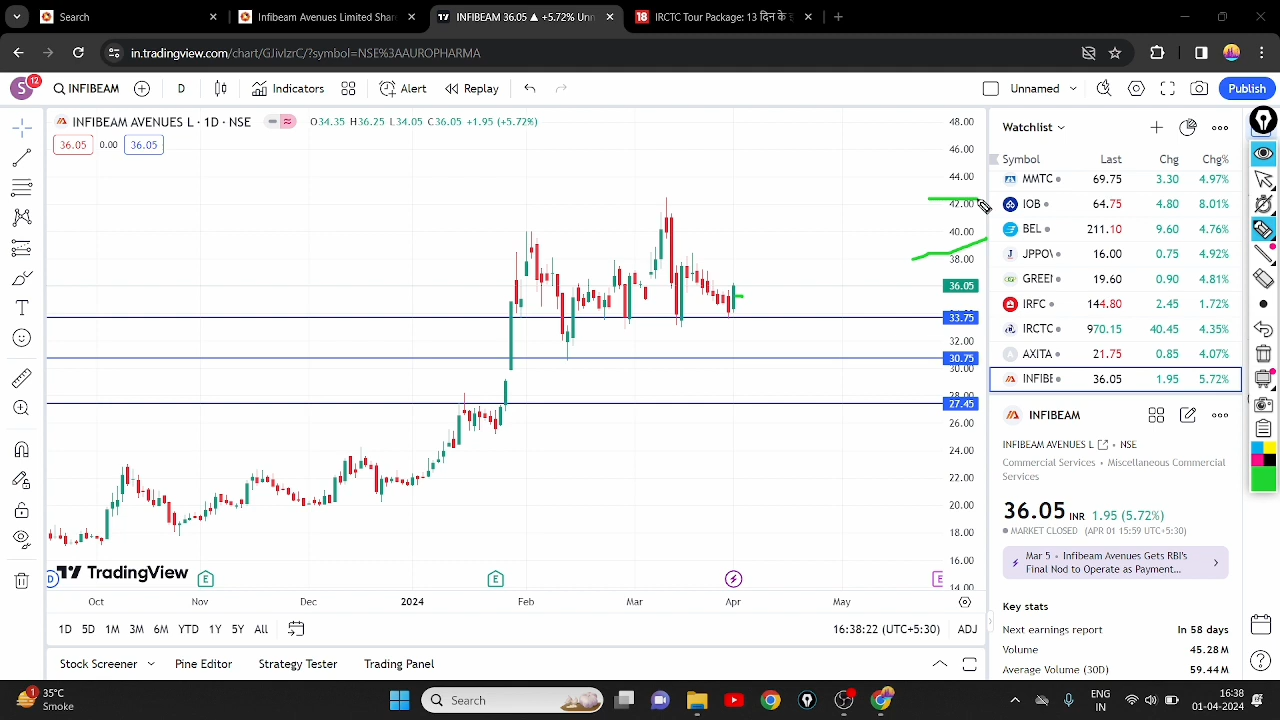 Search
Infibeam Avenues Limited Share
INFIBEAM 36.05 ▲ +5.72% Unn
IRCTC Tour Package: 13 दिन के इ
in.tradingview.com/chart/GJivIzrC/?symbol=NSE%3AAUROPHARMA
S 12 INFIBEAM D Indicators Alert Replay Unnamed Publish
INFIBEAM AVENUES L · 1D · NSE O34.35 H36.25 L34.05 C36.05 +1.95 (+5.72%)
36.05 0.00 36.05
48.00
46.00
44.00
42.00
40.00
38.00
36.05
33.75
32.00
30.75
30.00
27.45
26.00
24.00
22.00
20.00
18.00
16.00
14.00
TradingView
D E E E
Oct Nov Dec 2024 Feb Mar Apr May
1D 5D 1M 3M 6M YTD 1Y 5Y All 16:38:22 (UTC+5:30) ADJ
Stock Screener Pine Editor Strategy Tester Trading Panel
Watchlist
Symbol Last Chg Chg%
MMTC 69.75 3.30 4.97%
IOB 64.75 4.80 8.01%
BEL 211.10 9.60 4.76%
JPPO 16.00 0.75 4.92%
GREE 19.60 0.90 4.81%
IRFC 144.80 2.45 1.72%
IRCTC 970.15 40.45 4.35%
AXITA 21.75 0.85 4.07%
INFIBE 36.05 1.95 5.72%
INFIBEAM
INFIBEAM AVENUES L • NSE
Commercial Services • Miscellaneous Commercial
Services
36.05 INR 1.95 (5.72%)
MARKET CLOSED (APR 01 15:59 UTC+5:30)
Mar 5 • Infibeam Avenues Gets RBI's
Final Nod to Operate as Payment...
Key stats
Next earnings report In 58 days
Volume 45.28 M
Average Volume (30D) 59.44 M
1 35°C
Smoke
Search
ENG
IN
16:38
01-04-2024